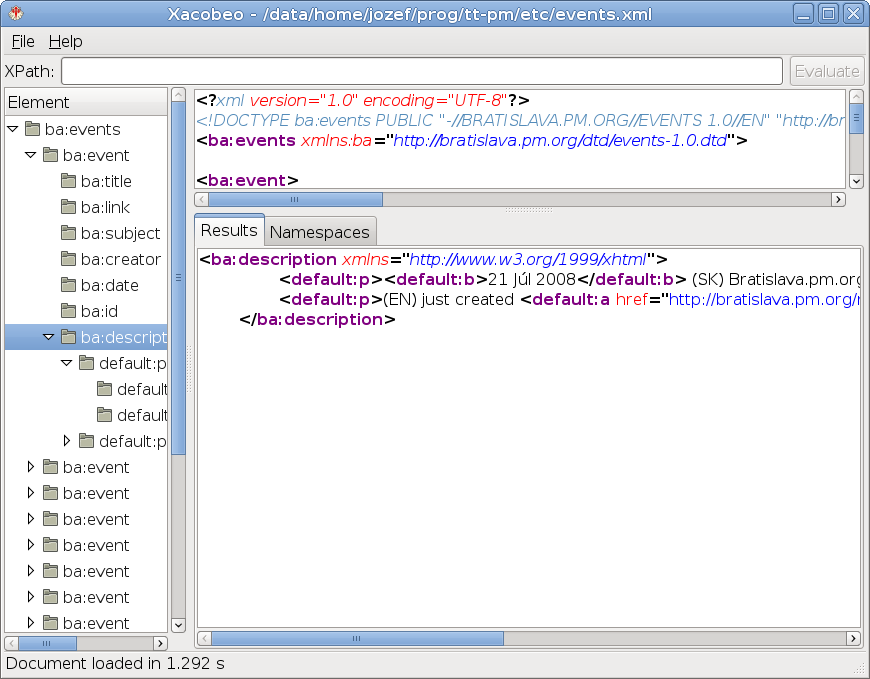 Xacobeo - /data/home/jozef/prog/tt-pm/etc/events.xml
File Help
XPath:
Evaluate
Element
ba:events
ba:event
ba:title
ba:link
ba:subject
ba:creator
ba:date
ba:id
ba:descript
default:p
default
default
default:p
ba:event
ba:event
ba:event
ba:event
ba:event
ba:event
ba:event
<?xml version="1.0" encoding="UTF-8"?>
<!DOCTYPE ba:events PUBLIC "-//BRATISLAVA.PM.ORG//EVENTS 1.0//EN" "http://br
<ba:events xmlns:ba="http://bratislava.pm.org/dtd/events-1.0.dtd">
<ba:event>
Results Namespaces
<ba:description xmlns="http://www.w3.org/1999/xhtml">
<default:p><default:b>21 Júl 2008</default:b> (SK) Bratislava.pm.org
<default:p>(EN) just created <default:a href="http://bratislava.pm.org/
</ba:description>
Document loaded in 1.292 s